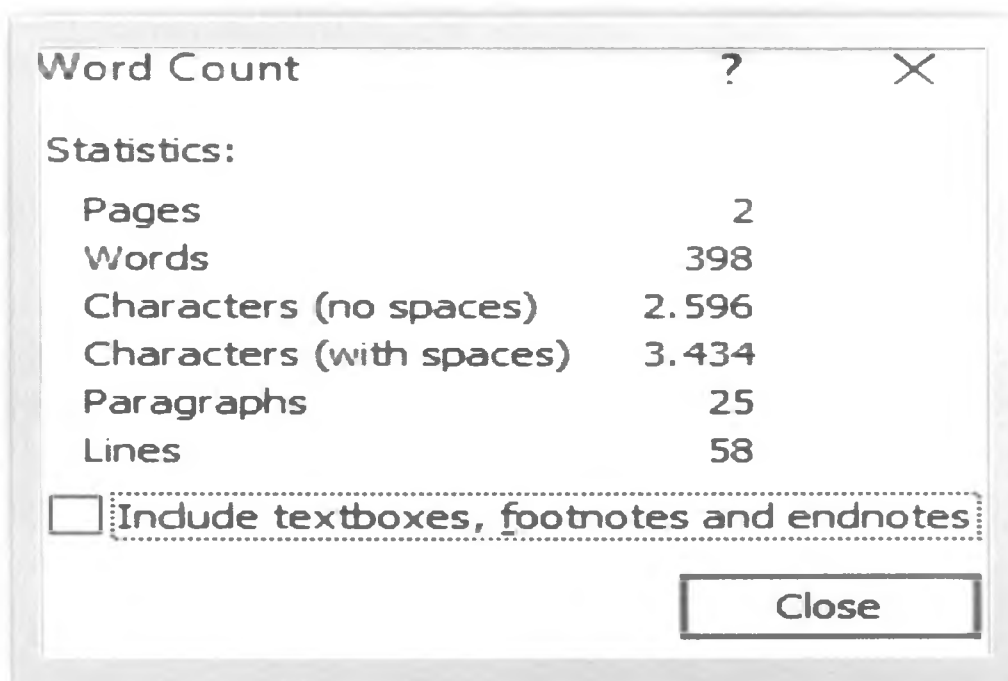 Word Count ?
Statistics:
Pages 2
Words 398
Characters (no spaces) 2.596
Characters (with spaces) 3.434
Paragraphs 25
Lines 58
Include textboxes, footnotes and endnotes
Close